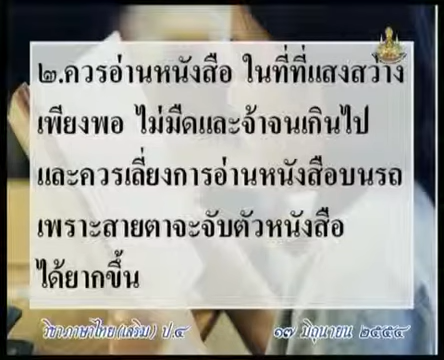 ๒.ควรอ่านหนังสือ ในที่ที่แสงสว่าง
เพียงพอ ไม่มืดและจ้าจนเกินไป
และควรเลี่ยงการอ่านหนังสือบนรถ
เพราะสายตาจะจับตัวหนังสือ
ได้ยากขึ้น
วิชาภาษาไทย(เสริม) ป.๔ ๑๗ มิถุนายน ๒๕๕๔